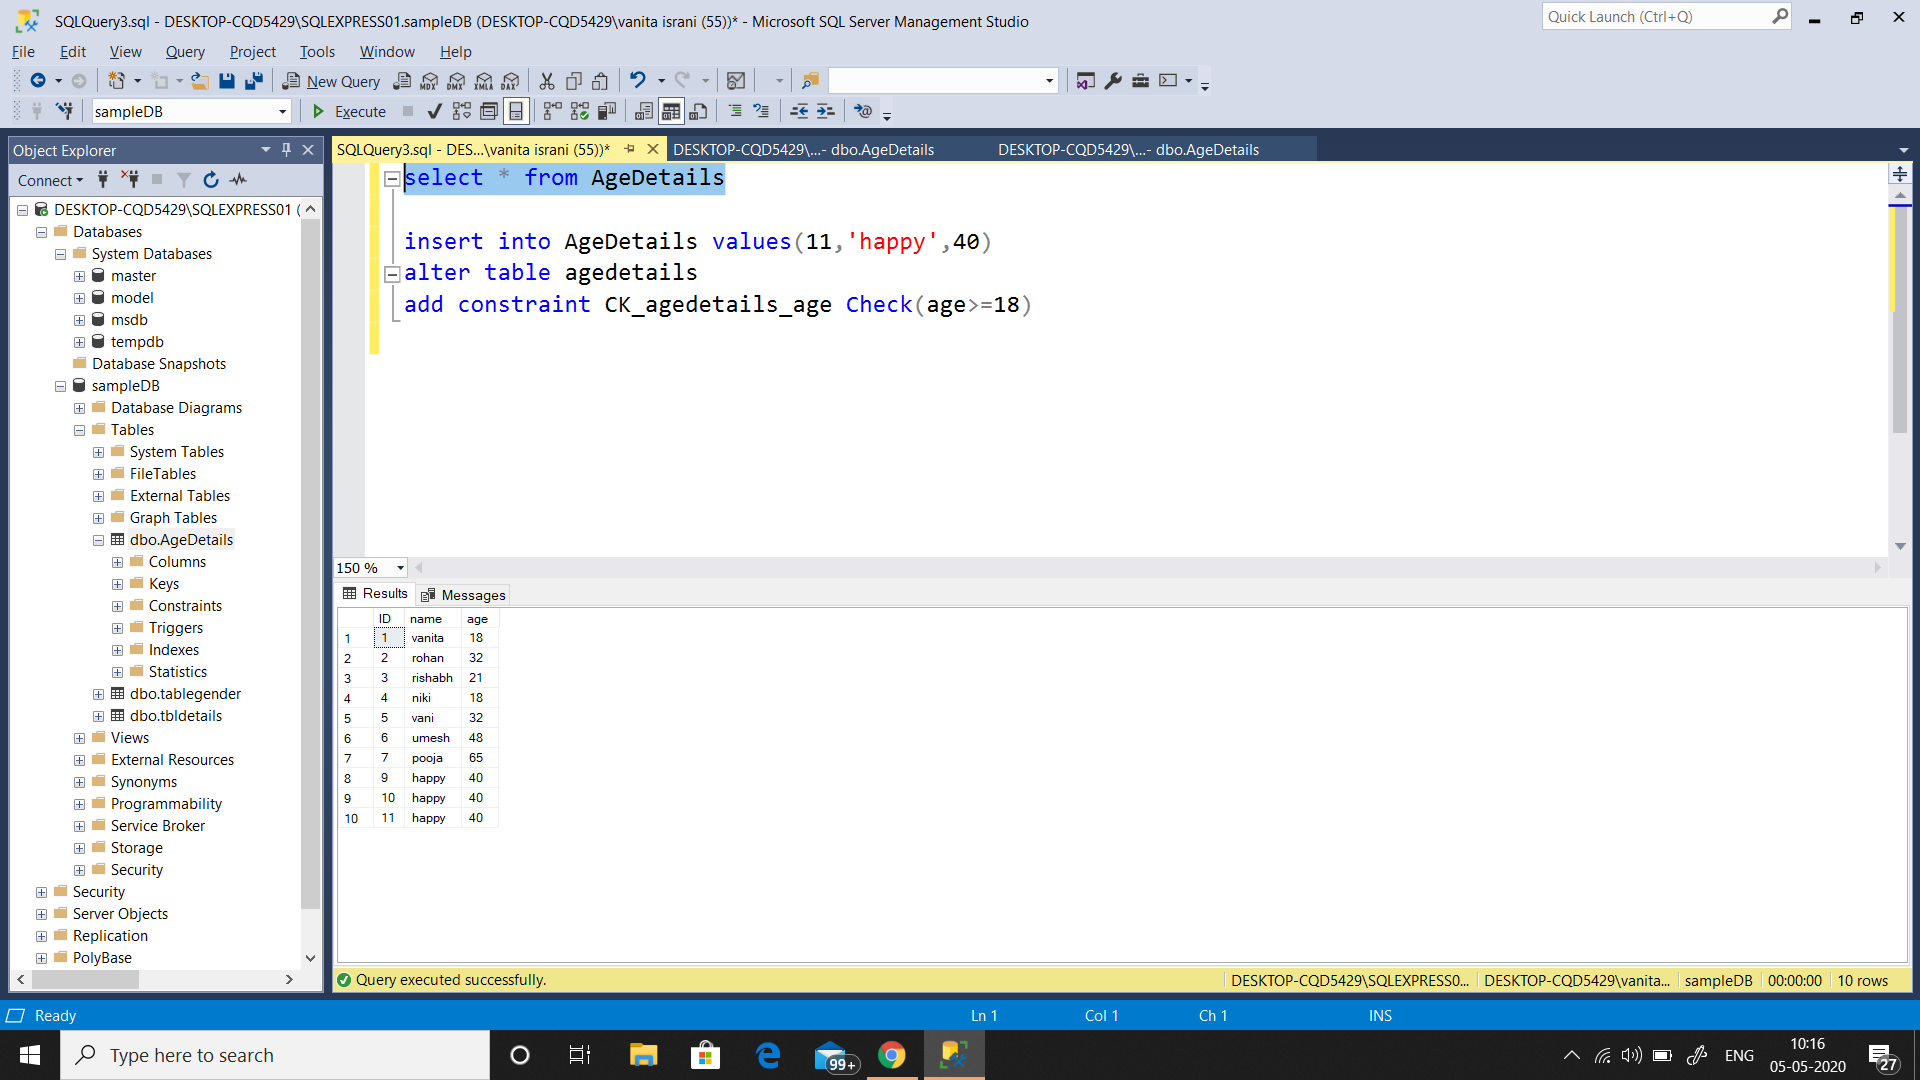 SQLQuery3.sql - DESKTOP-CQD5429\SQLEXPRESS01.sampleDB (DESKTOP-CQD5429\vanita israni (55))* - Microsoft SQL Server Management Studio
Quick Launch (Ctrl+Q)
File Edit View Query Project Tools Window Help
New Query MDX DMX XMLA DAX
sampleDB Execute
Object Explorer
SQLQuery3.sql - DES...\vanita israni (55))* DESKTOP-CQD5429\...- dbo.AgeDetails DESKTOP-CQD5429\...- dbo.AgeDetails
Connect
DESKTOP-CQD5429\SQLEXPRESS01 (
Databases
System Databases
master
model
msdb
tempdb
Database Snapshots
sampleDB
Database Diagrams
Tables
System Tables
FileTables
External Tables
Graph Tables
dbo.AgeDetails
Columns
Keys
Constraints
Triggers
Indexes
Statistics
dbo.tablegender
dbo.tbldetails
Views
External Resources
Synonyms
Programmability
Service Broker
Storage
Security
Security
Server Objects
Replication
PolyBase
select * from AgeDetails
insert into AgeDetails values(11,'happy',40)
alter table agedetails
add constraint CK_agedetails_age Check(age>=18)
150 %
Results Messages
ID name age
1 1 vanita 18
2 2 rohan 32
3 3 rishabh 21
4 4 niki 18
5 5 vani 32
6 6 umesh 48
7 7 pooja 65
8 9 happy 40
9 10 happy 40
10 11 happy 40
Query executed successfully. DESKTOP-CQD5429\SQLEXPRESS0... DESKTOP-CQD5429\vanita... sampleDB 00:00:00 10 rows
Ready Ln 1 Col 1 Ch 1 INS
Type here to search
99+
ENG
10:16
05-05-2020
27